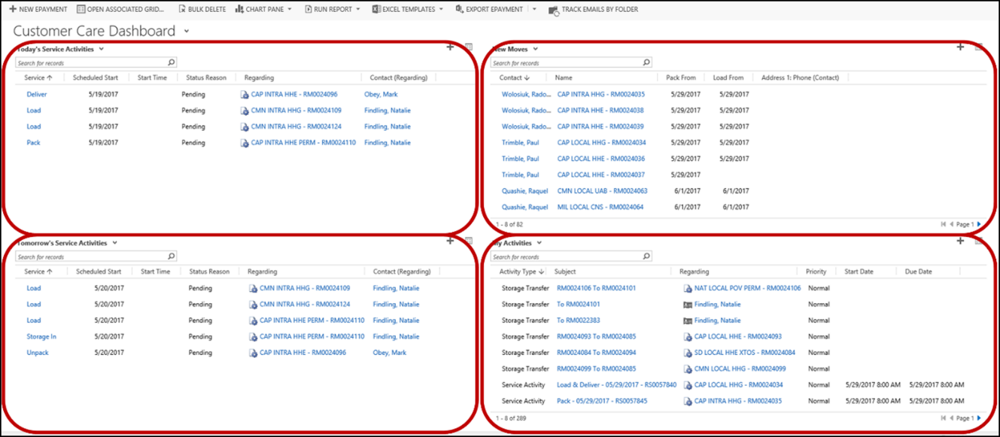 NEW EPAYMENT OPEN ASSOCIATED GRID... BULK DELETE CHART PANE RUN REPORT EXCEL TEMPLATES EXPORT EPAYMENT TRACK EMAILS BY FOLDER
Customer Care Dashboard
Today's Service Activities
Search for records
Service Scheduled Start Start Time Status Reason Regarding Contact (Regarding)
Deliver 5/19/2017 Pending CAP INTRA HHE - RM0024096 Obey, Mark
Load 5/19/2017 Pending CMN INTRA HHG - RM0024109 Findling, Natalie
Load 5/19/2017 Pending CMN INTRA HHG - RM0024124 Findling, Natalie
Pack 5/19/2017 Pending CAP INTRA HHE PERM - RM0024110 Findling, Natalie
New Moves
Search for records
Contact Name Pack From Load From Address 1: Phone (Contact)
Wolosiuk, Rado... CAP INTRA HHG - RM0024035 5/29/2017 5/29/2017
Wolosiuk, Rado... CAP INTRA HHE - RM0024038 5/29/2017 5/29/2017
Wolosiuk, Rado... CAP INTRA HHE - RM0024039 5/29/2017 5/29/2017
Trimble, Paul CAP LOCAL HHG - RM0024034 5/29/2017 5/29/2017
Trimble, Paul CAP LOCAL HHE - RM0024036 5/29/2017 5/29/2017
Trimble, Paul CAP LOCAL HHE - RM0024037 5/29/2017
Quashie, Raquel CMN LOCAL UAB - RM0024063 6/1/2017 6/1/2017
Quashie, Raquel MIL LOCAL CNS - RM0024064 6/1/2017 6/1/2017
1 - 8 of 82 Page 1
Tomorrow's Service Activities
Search for records
Service Scheduled Start Start Time Status Reason Regarding Contact (Regarding)
Load 5/20/2017 Pending CMN INTRA HHG - RM0024109 Findling, Natalie
Load 5/20/2017 Pending CMN INTRA HHG - RM0024124 Findling, Natalie
Load 5/20/2017 Pending CAP INTRA HHE PERM - RM0024110 Findling, Natalie
Storage In 5/20/2017 Pending CAP INTRA HHE PERM - RM0024110 Findling, Natalie
Unpack 5/20/2017 Pending CAP INTRA HHE - RM0024096 Obey, Mark
My Activities
Search for records
Activity Type Subject Regarding Priority Start Date Due Date
Storage Transfer RM0024106 To RM0024101 NAT LOCAL POV PERM - RM0024106 Normal
Storage Transfer To RM0024101 Findling, Natalie Normal
Storage Transfer To RM0022383 Findling, Natalie Normal
Storage Transfer RM0024093 To RM0024085 CAP LOCAL HHE - RM0024093 Normal
Storage Transfer RM0024084 To RM0024094 SD LOCAL HHE XTOS - RM0024084 Normal
Storage Transfer RM0024099 To RM0024085 CMN LOCAL HHG - RM0024099 Normal
Service Activity Load & Deliver - 05/29/2017 - RS0057840 CAP LOCAL HHG - RM0024034 Normal 5/29/2017 8:00 AM 5/29/2017 8:00 AM
Service Activity Pack - 05/29/2017 - RS0057845 CAP INTRA HHG - RM0024035 Normal 5/29/2017 8:00 AM 5/29/2017 8:00 AM
1 - 8 of 289 Page 1